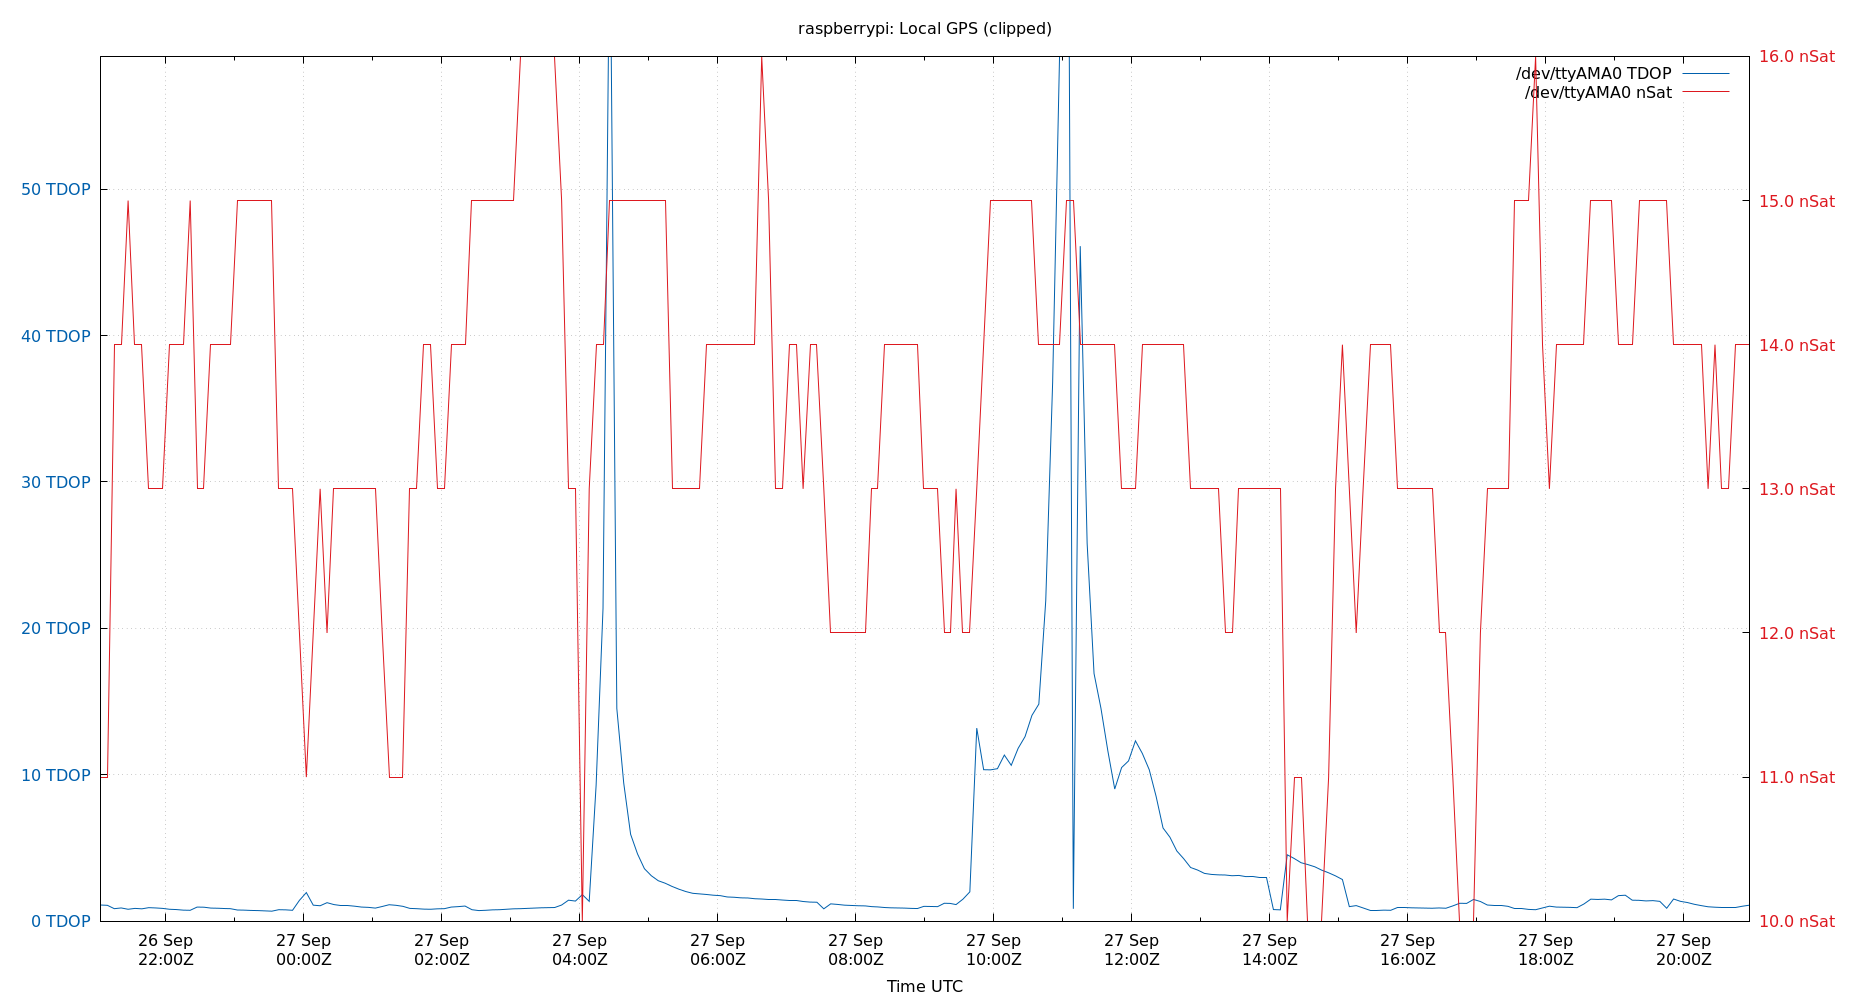 raspberrypi: Local GPS (clipped)
/dev/ttyAMA0 TDOP
/dev/ttyAMA0 nSat
50 TDOP
40 TDOP
30 TDOP
20 TDOP
10 TDOP
0 TDOP
16.0 nSat
15.0 nSat
14.0 nSat
13.0 nSat
12.0 nSat
11.0 nSat
10.0 nSat
26 Sep
22:00Z
27 Sep
00:00Z
27 Sep
02:00Z
27 Sep
04:00Z
27 Sep
06:00Z
27 Sep
08:00Z
27 Sep
10:00Z
27 Sep
12:00Z
27 Sep
14:00Z
27 Sep
16:00Z
27 Sep
18:00Z
27 Sep
20:00Z
Time UTC